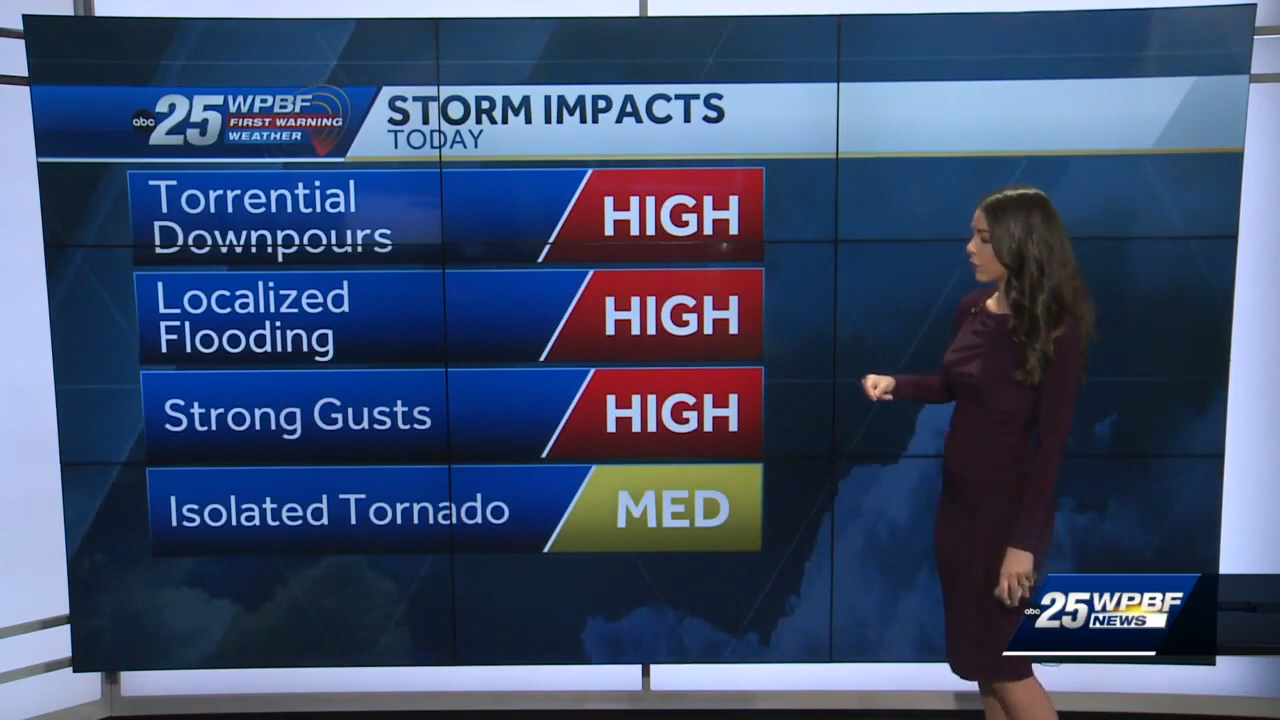 abc 25 WPBF
FIRST WARNING
WEATHER
STORM IMPACTS
TODAY
Torrential
Downpours
HIGH
Localized
Flooding
HIGH
Strong Gusts
HIGH
Isolated Tornado
MED
abc 25 WPBF
NEWS